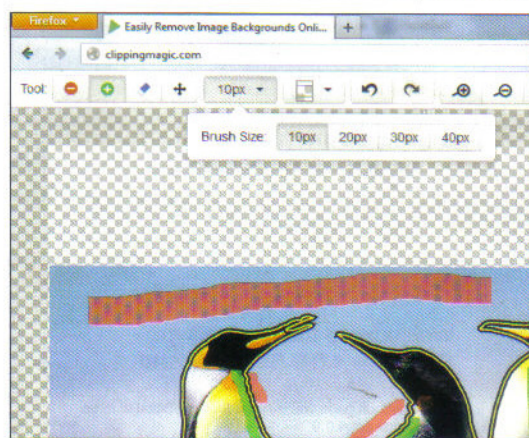 Firefox
Easily Remove Image Backgrounds Onli...
clippingmagic.com
Tool: 10px
Brush Size: 10px 20px 30px 40px